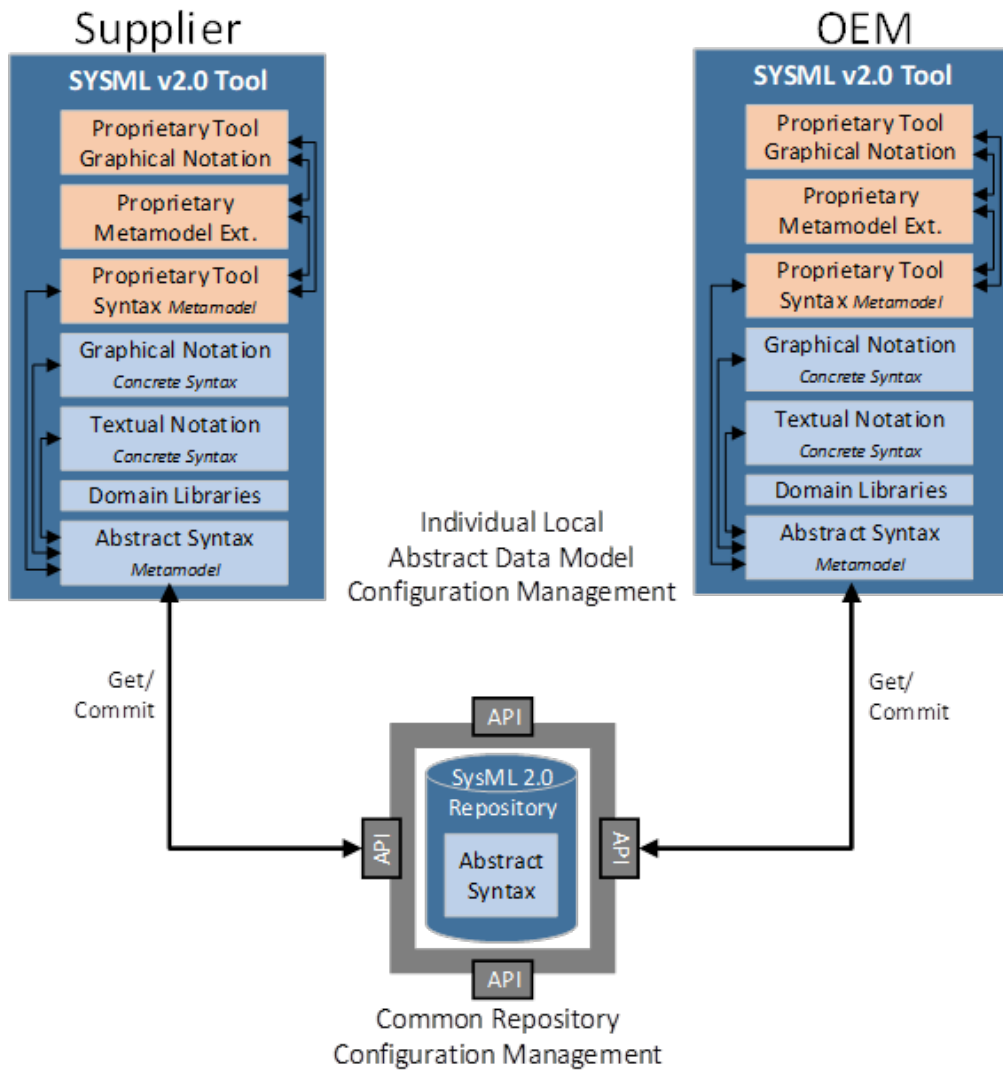 Supplier
SYSML v2.0 Tool
Proprietary Tool
Graphical Notation
Proprietary
Metamodel Ext.
Proprietary Tool
Syntax Metamodel
Graphical Notation
Concrete Syntax
Textual Notation
Concrete Syntax
Domain Libraries
Abstract Syntax
Metamodel
OEM
SYSML v2.0 Tool
Proprietary Tool
Graphical Notation
Proprietary
Metamodel Ext.
Proprietary Tool
Syntax Metamodel
Graphical Notation
Concrete Syntax
Textual Notation
Concrete Syntax
Domain Libraries
Abstract Syntax
Metamodel
Individual Local
Abstract Data Model
Configuration Management
Get/
Commit
Get/
Commit
API
API
SysML 2.0
Repository
Abstract
Syntax
API
API
Common Repository
Configuration Management